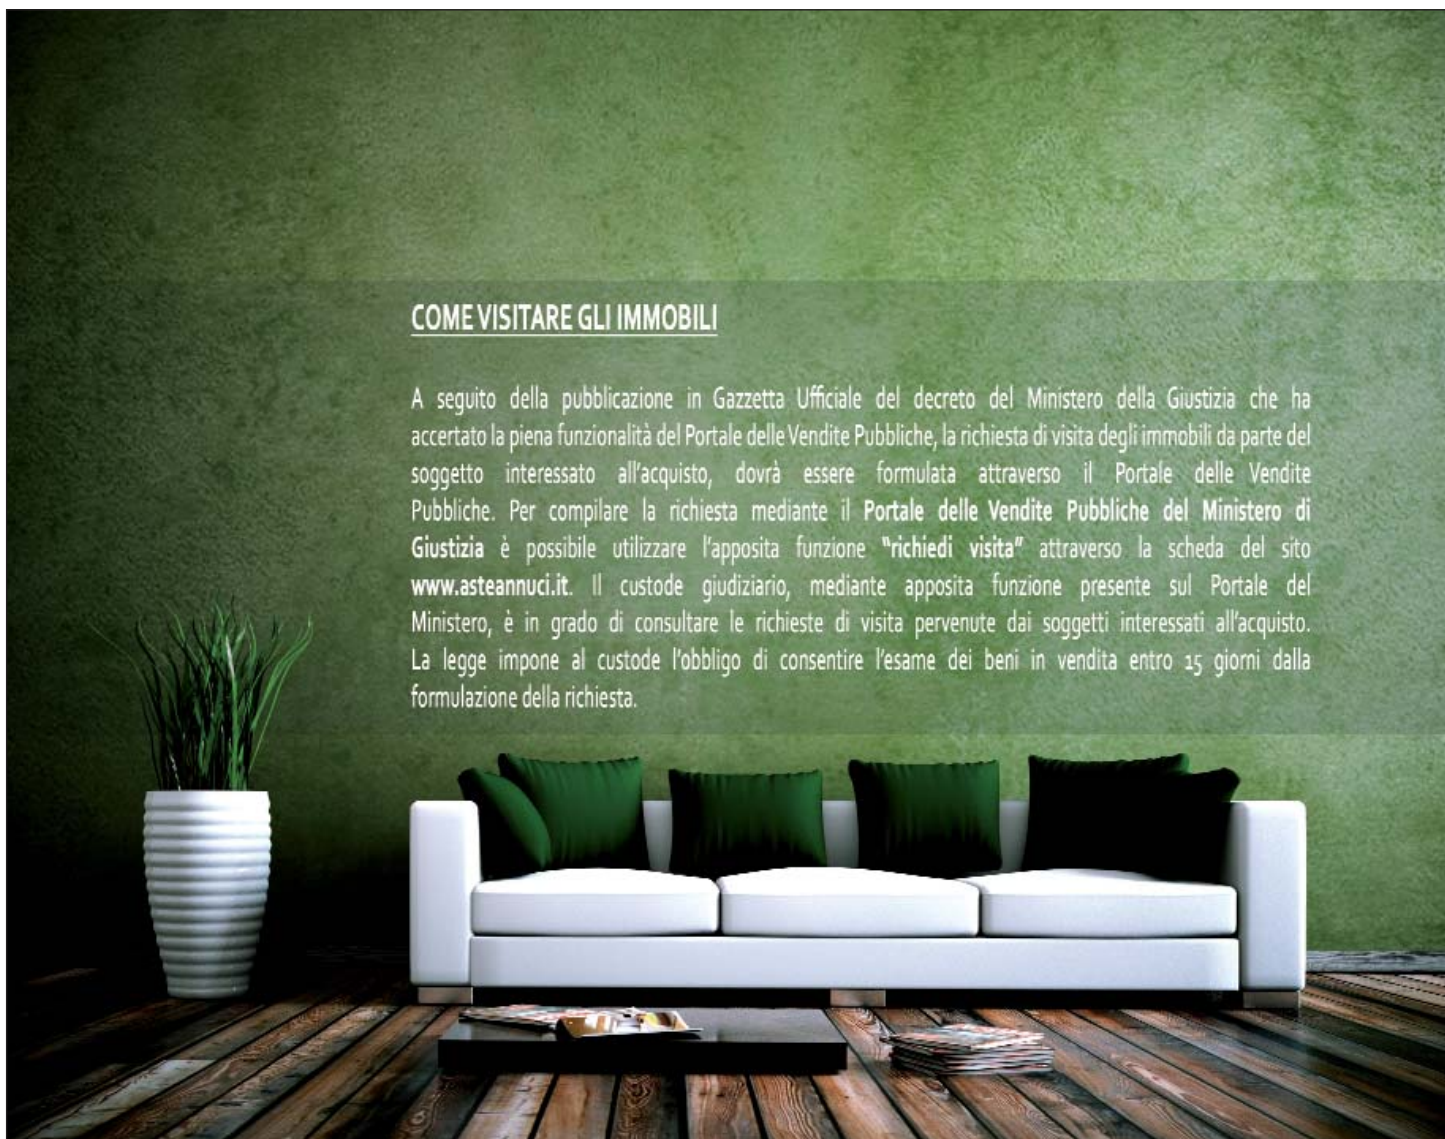 COME VISITARE GLI IMMOBILI
A seguito della pubblicazione in Gazzetta Ufficiale del decreto del Ministero della Giustizia che ha
accertato la piena funzionalità del Portale delle Vendite Pubbliche, la richiesta di visita degli immobili da parte del
soggetto interessato all'acquisto, dovrà essere formulata attraverso il Portale delle Vendite
Pubbliche. Per compilare la richiesta mediante il Portale delle Vendite Pubbliche del Ministero di
Giustizia è possibile utilizzare l'apposita funzione "richiedi visita" attraverso la scheda del sito
www.asteannuci.it. Il custode giudiziario, mediante apposita funzione presente sul Portale del
Ministero, è in grado di consultare le richieste di visita pervenute dai soggetti interessati all'acquisto.
La legge impone al custode l'obbligo di consentire l'esame dei beni in vendita entro 15 giorni dalla
formulazione della richiesta.